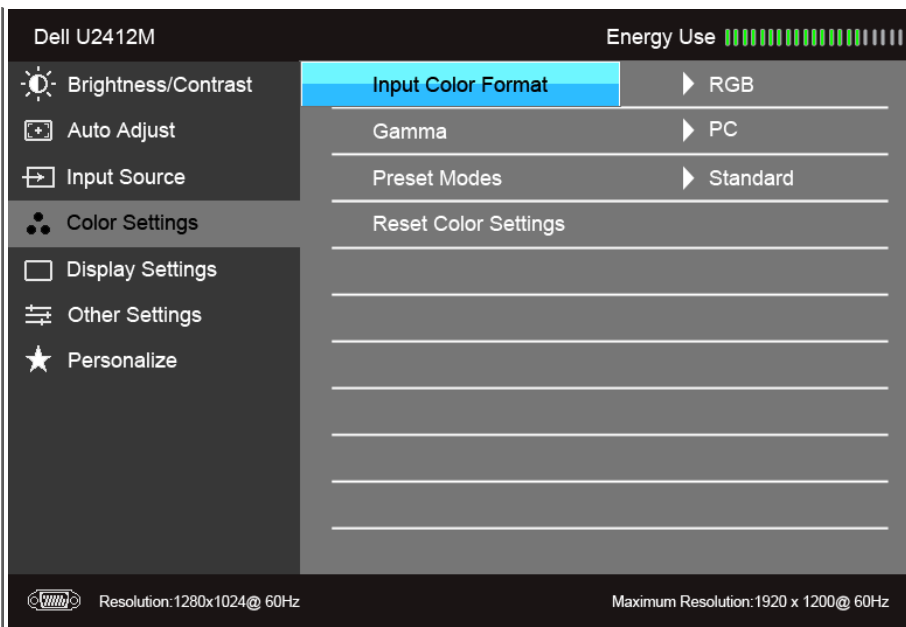 Dell U2412M Energy Use
Brightness/Contrast Input Color Format RGB
Auto Adjust Gamma PC
Input Source Preset Modes Standard
Color Settings Reset Color Settings
Display Settings
Other Settings
Personalize
Resolution:1280x1024@ 60Hz Maximum Resolution:1920 x 1200@ 60Hz